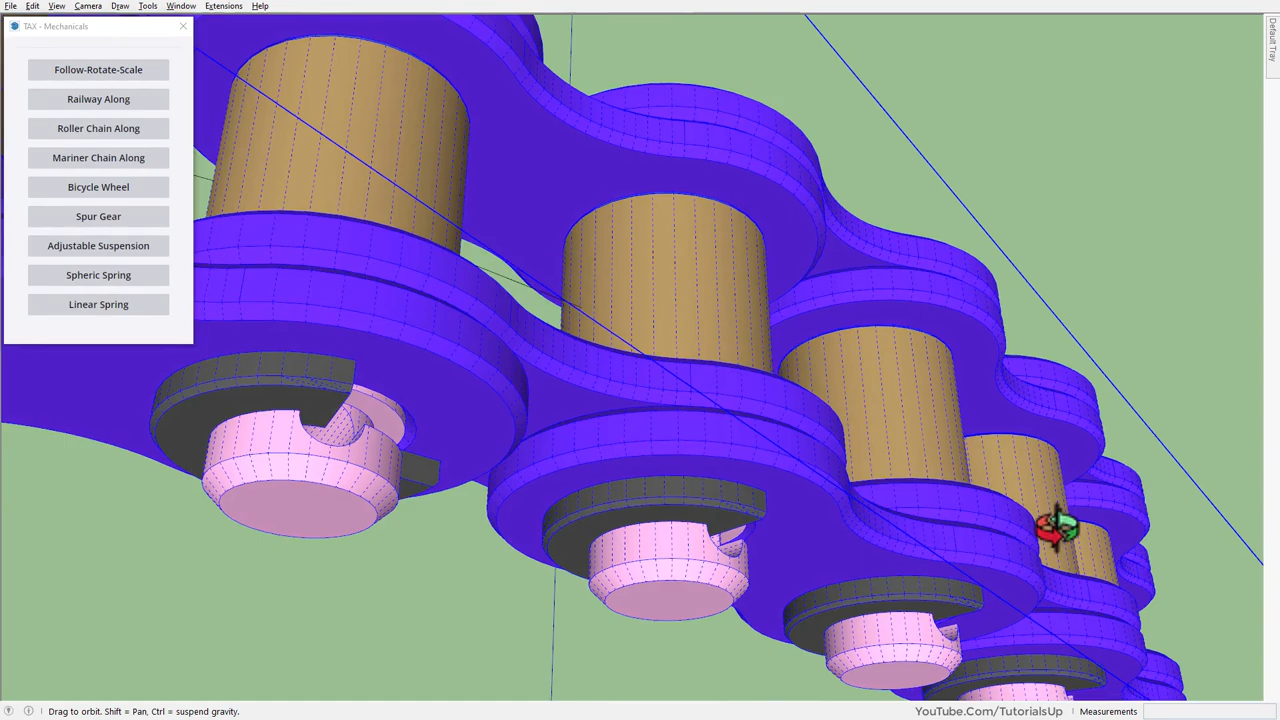 File Edit View Camera Draw Tools Window Extensions Help
TAX - Mechanicals
Follow-Rotate-Scale
Railway Along
Roller Chain Along
Mariner Chain Along
Bicycle Wheel
Spur Gear
Adjustable Suspension
Spheric Spring
Linear Spring
Default Tray
Drag to orbit. Shift = Pan, Ctrl = suspend gravity.
YouTube.Com/TutorialsUp
Measurements